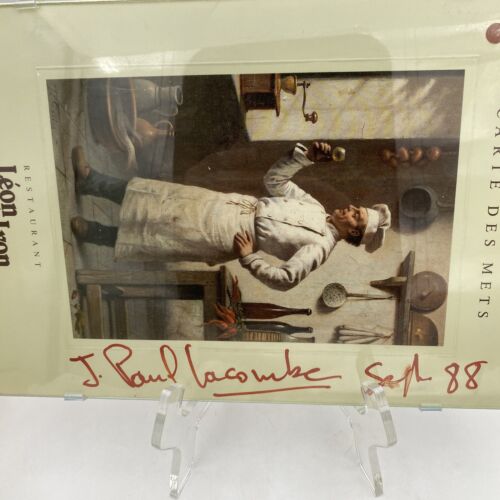 CARTE DES METS
RESTAURANT
Léon de Lyon
J. Paul Lacombe Sept 88